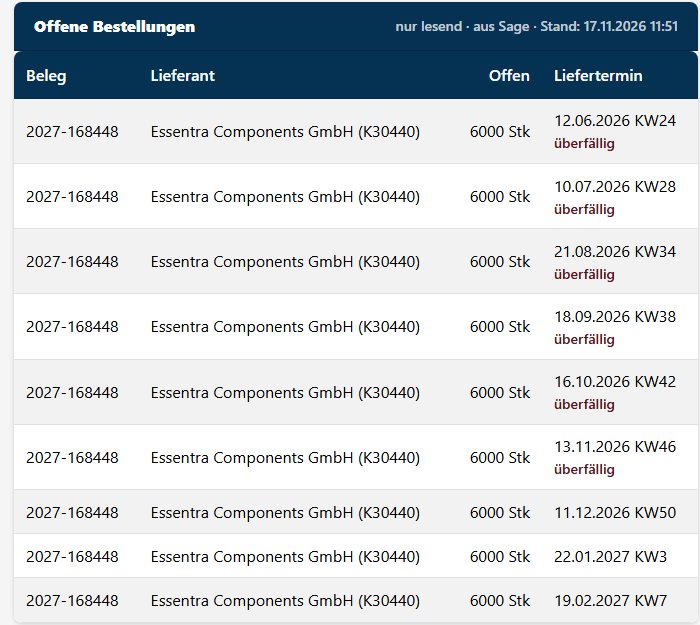 Offene Bestellungen nur lesend · aus Sage · Stand: 17.11.2026 11:51
Beleg Lieferant Offen Liefertermin
2027-168448 Essentra Components GmbH (K30440) 6000 Stk 12.06.2026 KW24
überfällig
2027-168448 Essentra Components GmbH (K30440) 6000 Stk 10.07.2026 KW28
überfällig
2027-168448 Essentra Components GmbH (K30440) 6000 Stk 21.08.2026 KW34
überfällig
2027-168448 Essentra Components GmbH (K30440) 6000 Stk 18.09.2026 KW38
überfällig
2027-168448 Essentra Components GmbH (K30440) 6000 Stk 16.10.2026 KW42
überfällig
2027-168448 Essentra Components GmbH (K30440) 6000 Stk 13.11.2026 KW46
überfällig
2027-168448 Essentra Components GmbH (K30440) 6000 Stk 11.12.2026 KW50
2027-168448 Essentra Components GmbH (K30440) 6000 Stk 22.01.2027 KW3
2027-168448 Essentra Components GmbH (K30440) 6000 Stk 19.02.2027 KW7